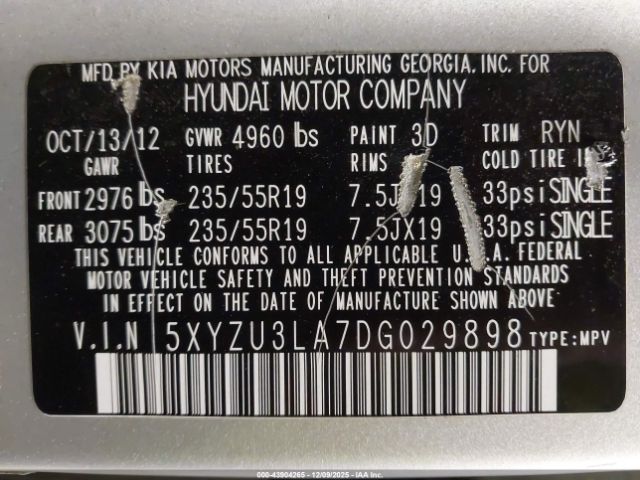 MFD BY KIA MOTORS MANUFACTURING GEORGIA, INC. FOR
HYUNDAI MOTOR COMPANY
OCT/13/12 GVWR 4960 lbs PAINT 3D TRIM RYN
GAWR TIRES RIMS COLD TIRE
FRONT 2976 lbs 235/55R19 7.5JX19 33psi SINGLE
REAR 3075 lbs 235/55R19 7.5JX19 33psi SINGLE
THIS VEHICLE CONFORMS TO ALL APPLICABLE U.S.A. FEDERAL
MOTOR VEHICLE SAFETY AND THEFT PREVENTION STANDARDS
IN EFFECT ON THE DATE OF MANUFACTURE SHOWN ABOVE
V.I.N 5XYZU3LA7DG029898 TYPE:MPV
000-43904265 - 12/09/2025 - IAA Inc.